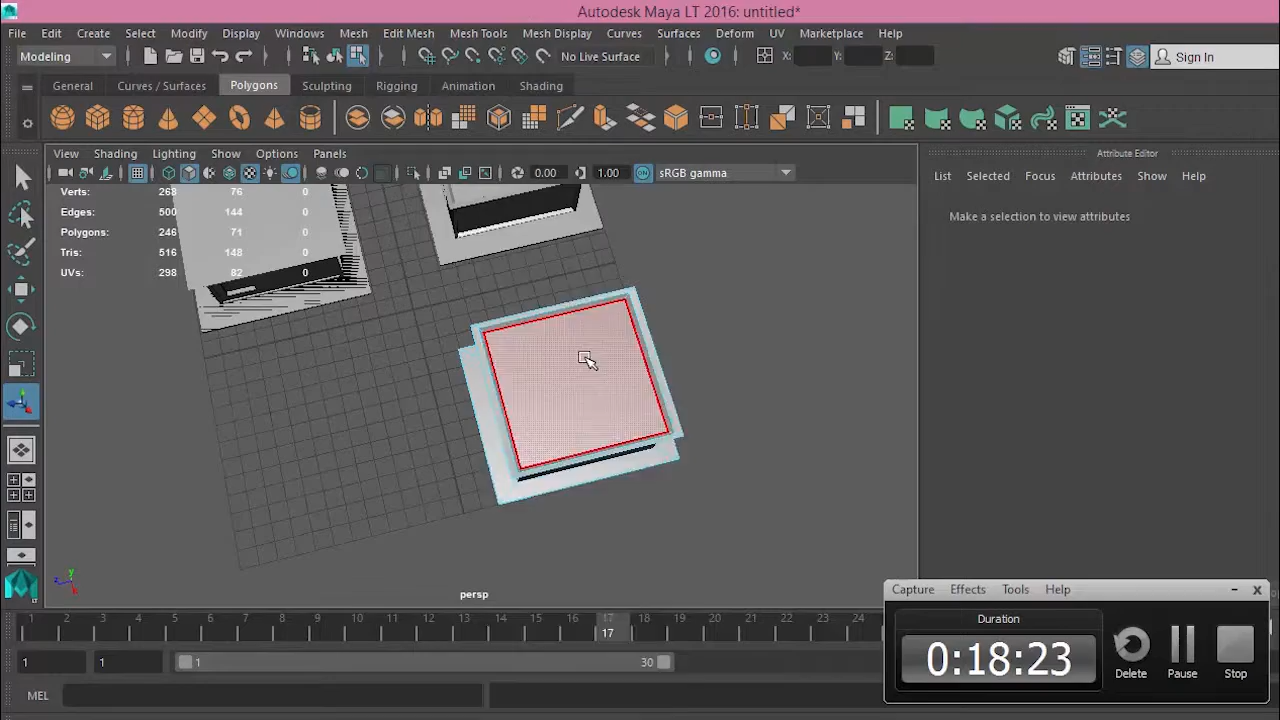 Autodesk Maya LT 2016: untitled*
File Edit Create Select Modify Display Windows Mesh Edit Mesh Mesh Tools Mesh Display Curves Surfaces Deform UV Marketplace Help
Modeling No Live Surface X: Y: Z: Sign In
General Curves / Surfaces Polygons Sculpting Rigging Animation Shading
View Shading Lighting Show Options Panels
Attribute Editor
0.00 1.00 ON sRGB gamma
List Selected Focus Attributes Show Help
Verts: 268 76 0
Edges: 500 144 0
Polygons: 246 71 0
Tris: 516 148 0
UVs: 298 82 0
Make a selection to view attributes
y
z
x
persp
LT
1 2 3 4 5 6 7 8 9 10 11 12 13 14 15 16 17 18 19 20 21 22 23 24
17
1 1 1 30
MEL
Capture Effects Tools Help
Duration
0:18:23
Delete Pause Stop